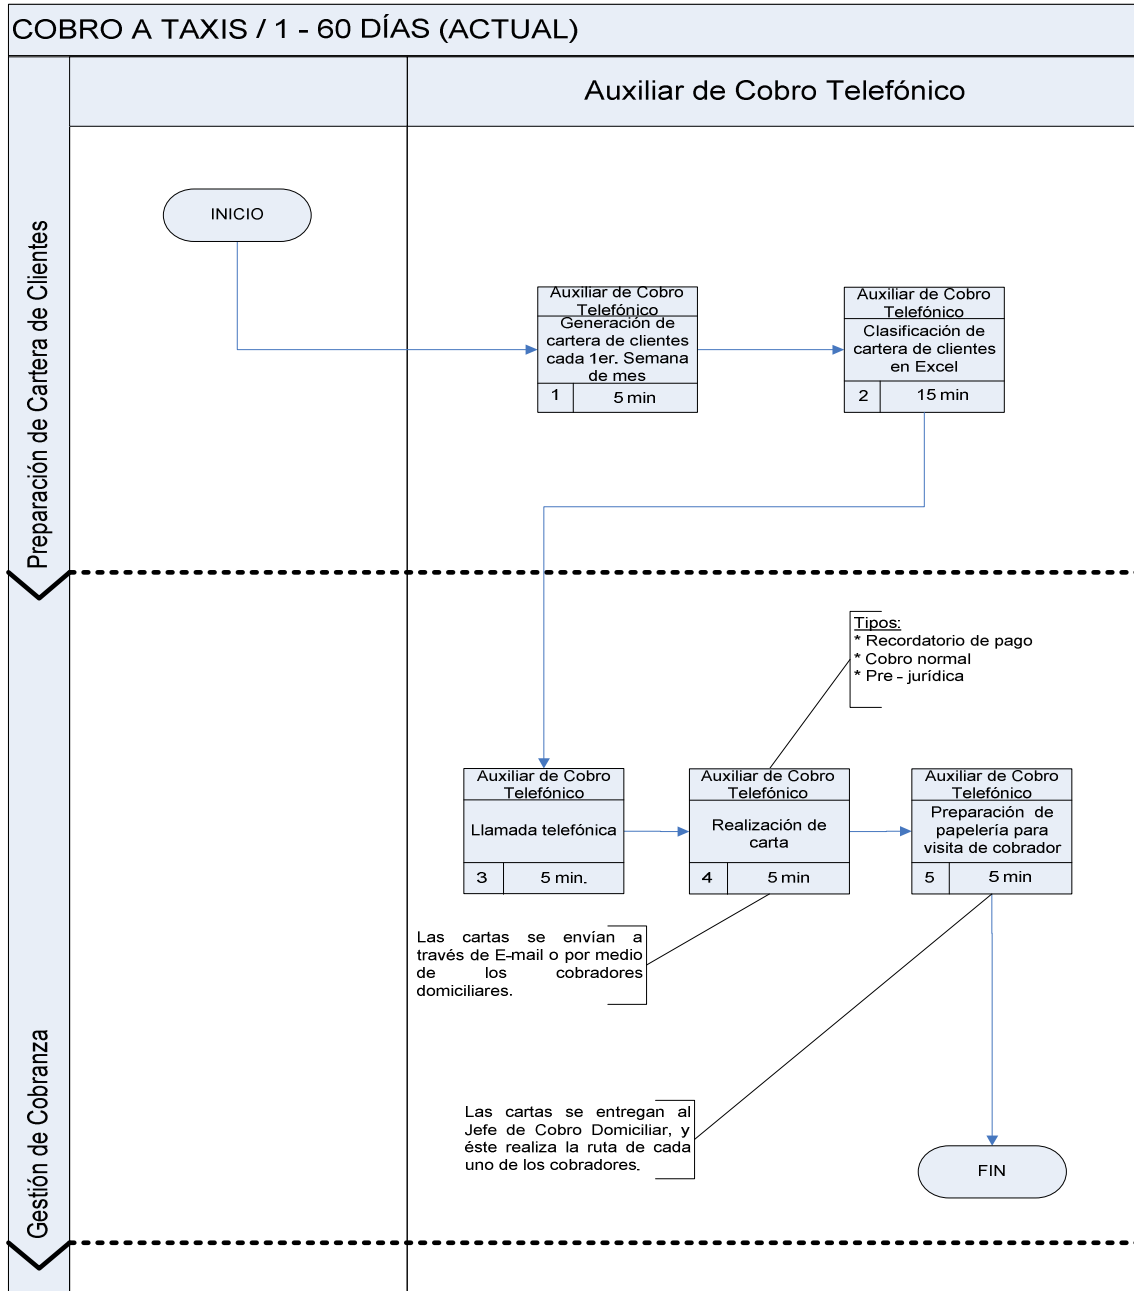 COBRO A TAXIS / 1 - 60 DÍAS (ACTUAL)
Auxiliar de Cobro Telefónico
Preparación de Cartera de Clientes
INICIO
Auxiliar de Cobro
Telefónico
Generación de
cartera de clientes
cada 1er. Semana
de mes
1
5 min
Auxiliar de Cobro
Telefónico
Clasificación de
cartera de clientes
en Excel
2
15 min
Gestión de Cobranza
Tipos:
* Recordatorio de pago
* Cobro normal
* Pre - jurídica
Auxiliar de Cobro
Telefónico
Llamada telefónica
3
5 min.
Auxiliar de Cobro
Telefónico
Realización de
carta
4
5 min
Auxiliar de Cobro
Telefónico
Preparación de
papelería para
visita de cobrador
5
5 min
Las cartas se envían a
través de E-mail o por medio
de los cobradores
domiciliares.
Las cartas se entregan al
Jefe de Cobro Domiciliar, y
éste realiza la ruta de cada
uno de los cobradores.
FIN